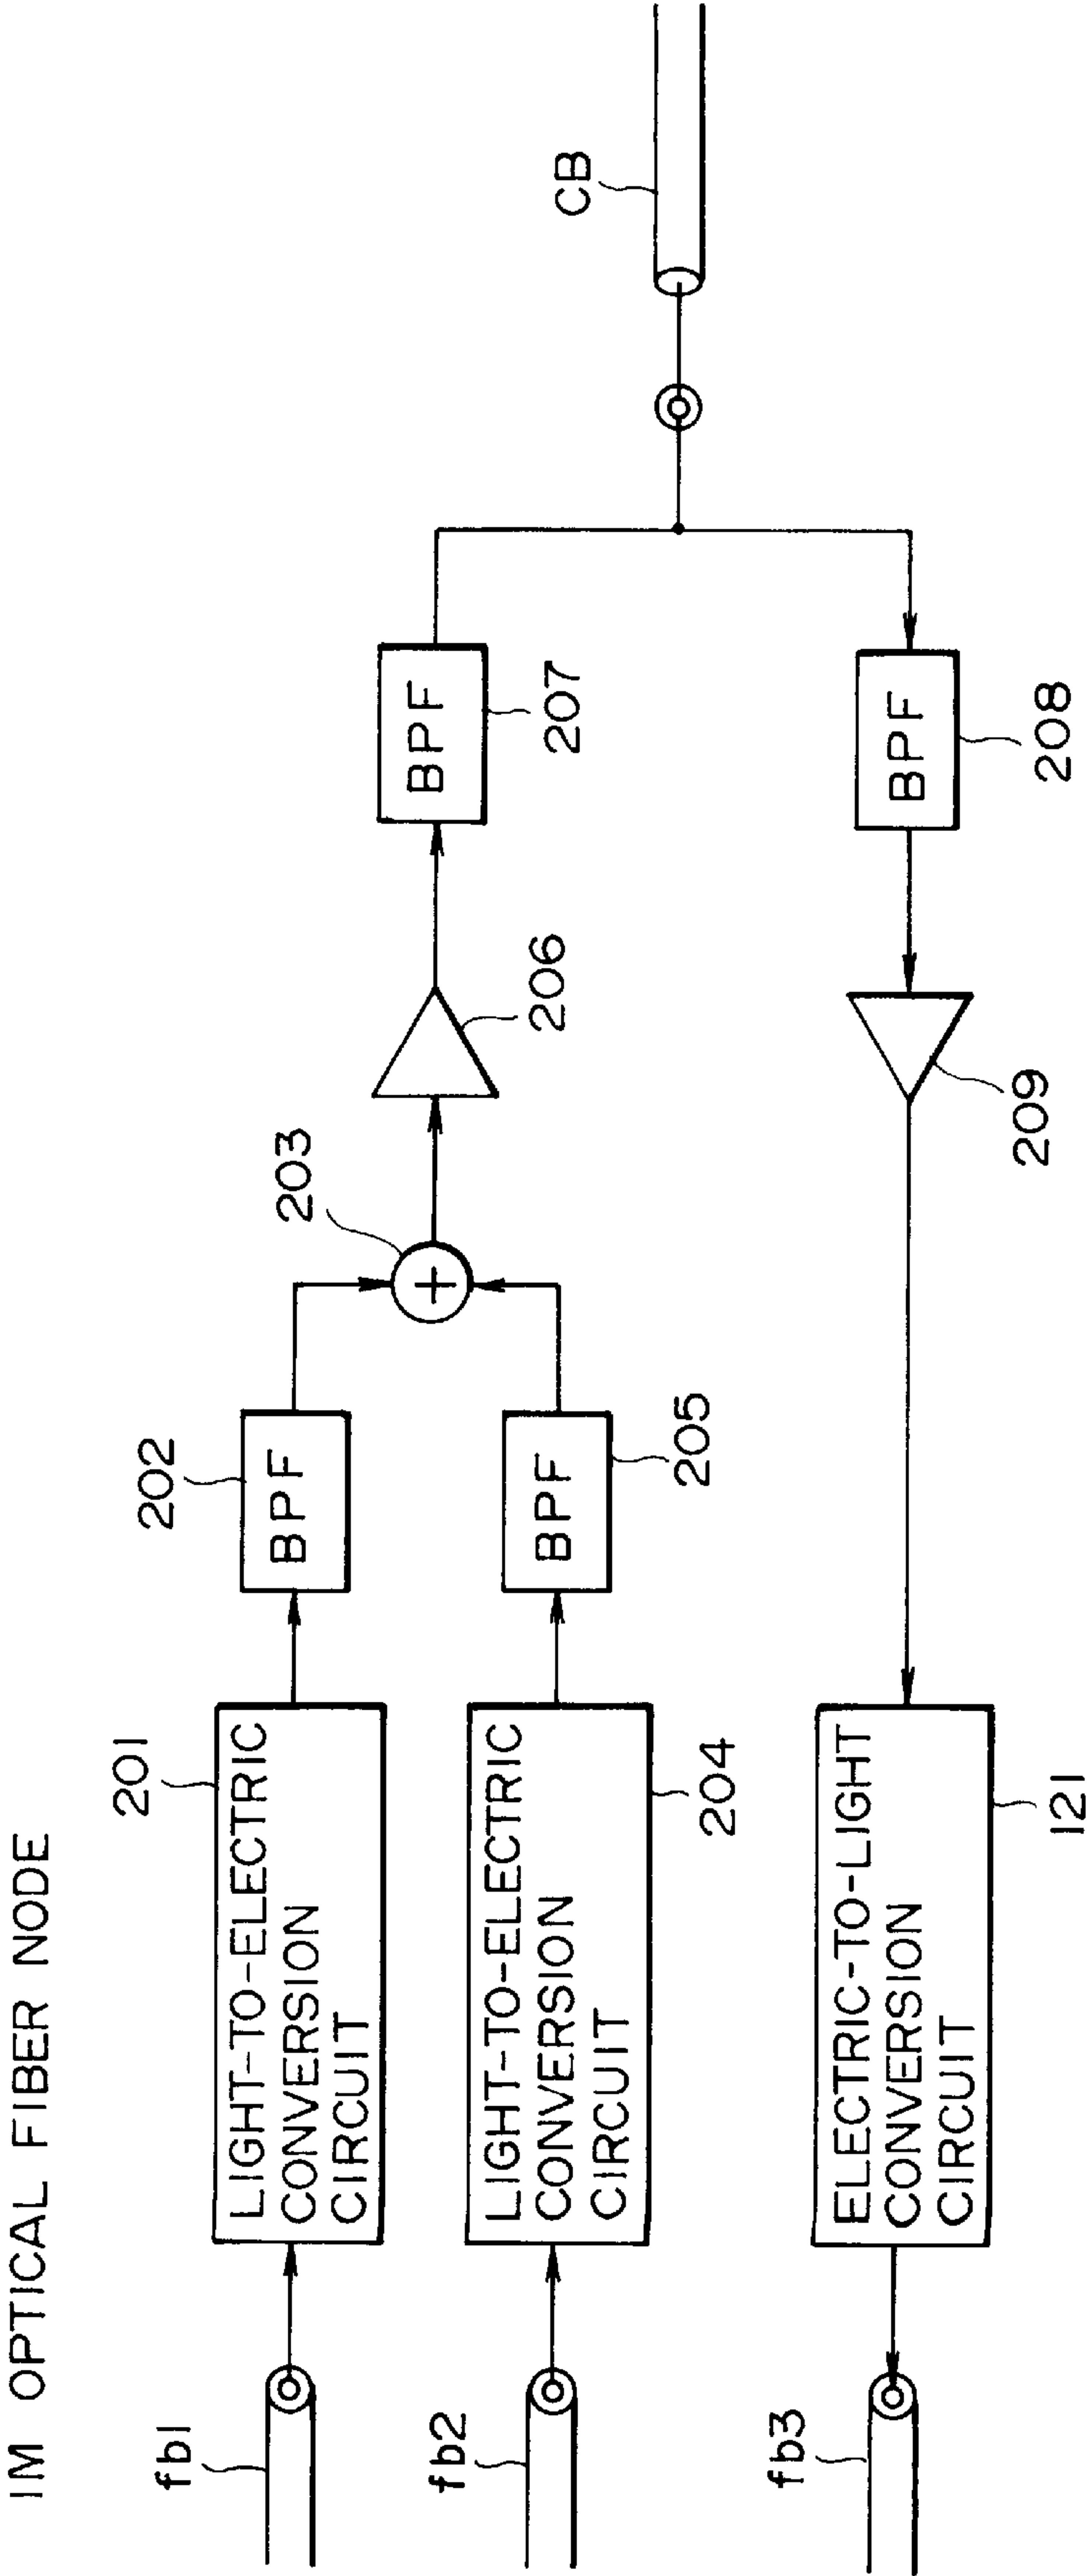 IM OPTICAL FIBER NODE
fb1
201
LIGHT-TO-ELECTRIC
CONVERSION
CIRCUIT
202
BPF
203
206
BPF
207
CB
fb2
LIGHT-TO-ELECTRIC
CONVERSION
CIRCUIT
204
BPF
205
fb3
ELECTRIC-TO-LIGHT
CONVERSION
CIRCUIT
121
209
BPF
208